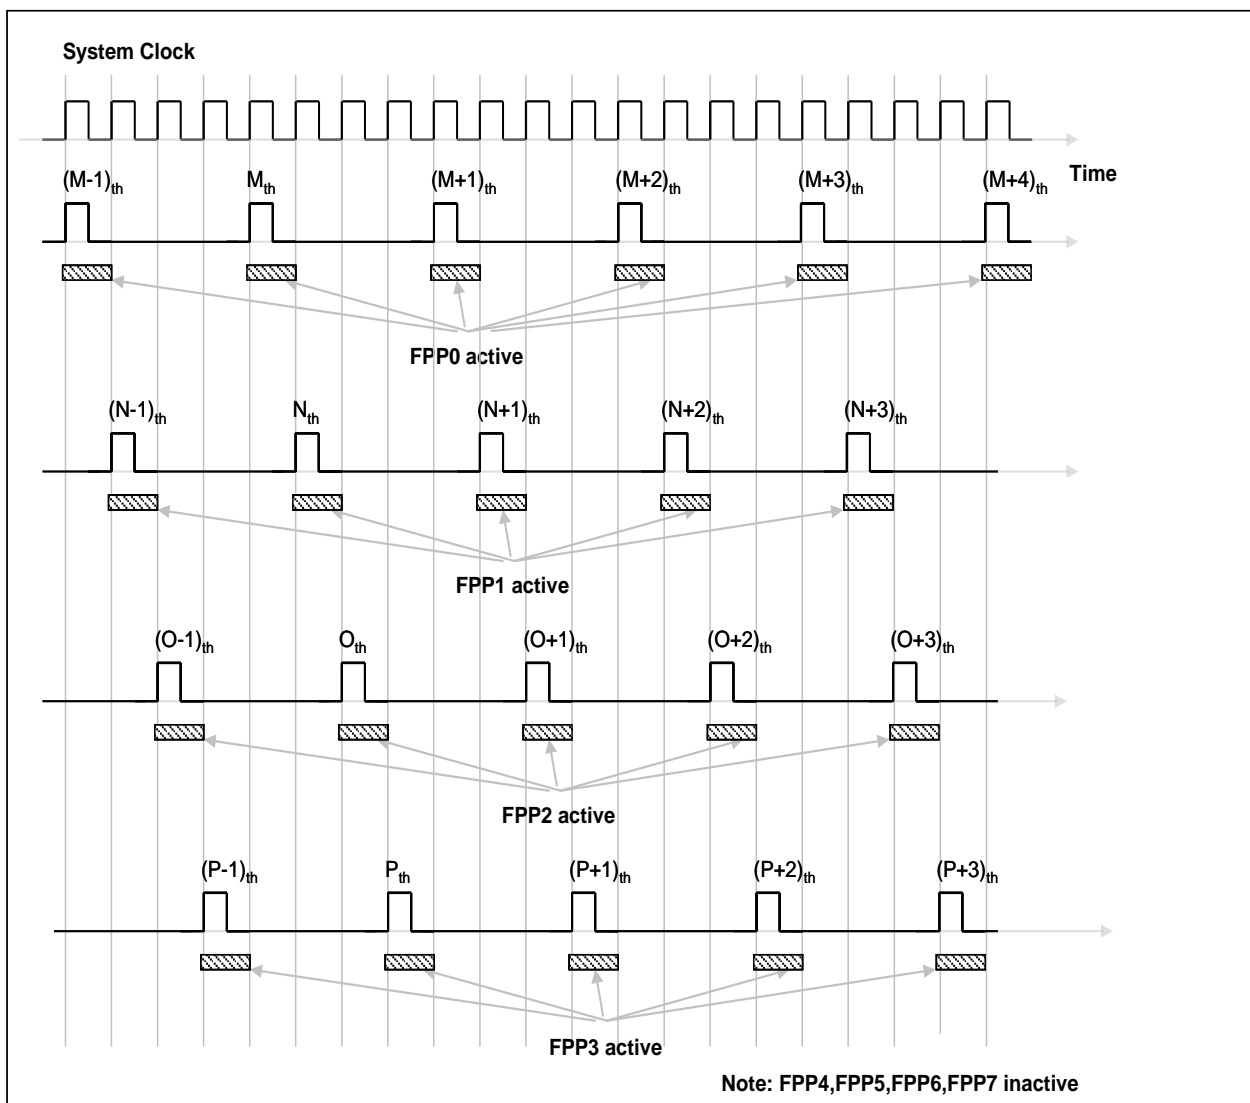 System Clock
Time
(M-1)th Mth (M+1)th (M+2)th (M+3)th (M+4)th
FPP0 active
(N-1)th Nth (N+1)th (N+2)th (N+3)th
FPP1 active
(O-1)th Oth (O+1)th (O+2)th (O+3)th
FPP2 active
(P-1)th Pth (P+1)th (P+2)th (P+3)th
FPP3 active
Note: FPP4,FPP5,FPP6,FPP7 inactive